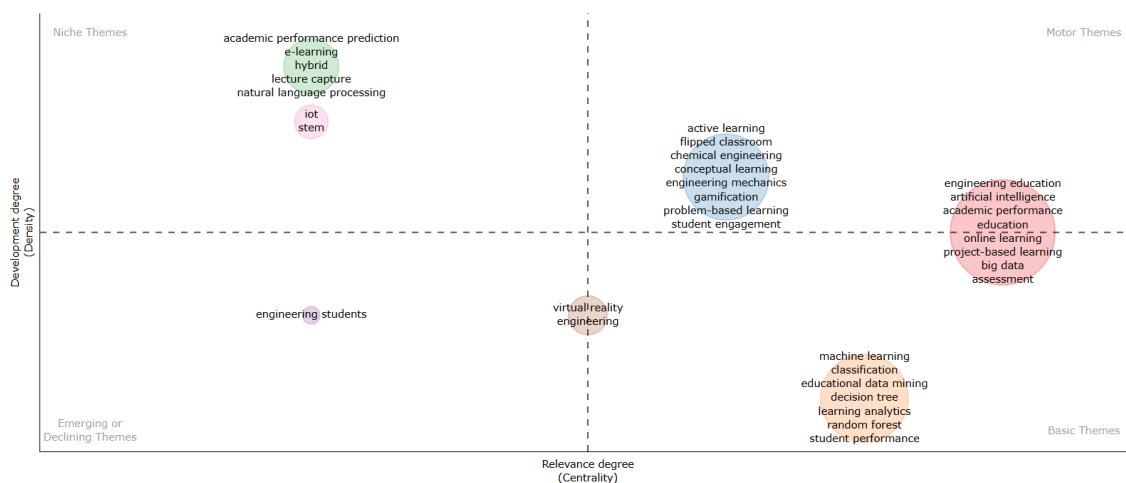 Niche Themes
Motor Themes
academic performance prediction
e-learning
hybrid
lecture capture
natural language processing
iot
stem
active learning
flipped classroom
chemical engineering
conceptual learning
engineering mechanics
gamification
problem-based learning
student engagement
engineering education
artificial intelligence
academic performance
education
online learning
project-based learning
big data
assessment
engineering students
virtual reality
engineering
machine learning
classification
educational data mining
decision tree
learning analytics
random forest
student performance
Emerging or
Declining Themes
Basic Themes
Development degree
(Density)
Relevance degree
(Centrality)